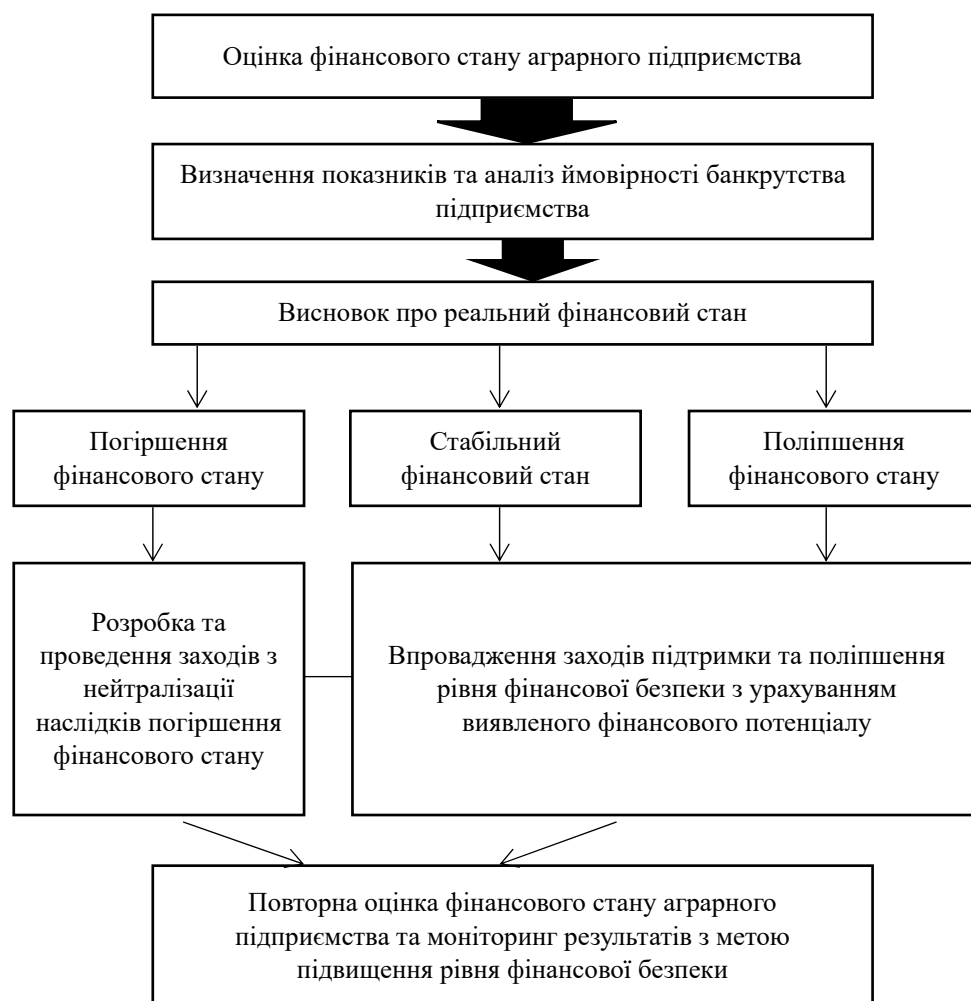 Оцінка фінансового стану аграрного підприємства
Визначення показників та аналіз ймовірності банкрутства
підприємства
Висновок про реальний фінансовий стан
Погіршення
фінансового стану
Стабільний
фінансовий стан
Поліпшення
фінансового стану
Розробка та
проведення заходів з
нейтралізації
наслідків погіршення
фінансового стану
Впровадження заходів підтримки та поліпшення
рівня фінансової безпеки з урахуванням
виявленого фінансового потенціалу
Повторна оцінка фінансового стану аграрного
підприємства та моніторинг результатів з метою
підвищення рівня фінансової безпеки